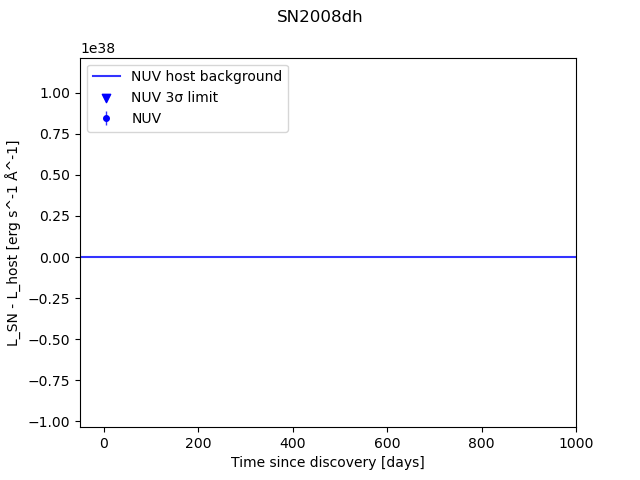 SN2008dh
1e38
NUV host background
NUV 3σ limit
NUV
1.00
0.75
0.50
0.25
0.00
−0.25
−0.50
−0.75
−1.00
L_SN - L_host [erg s^-1 Å^-1]
0 200 400 600 800 1000
Time since discovery [days]